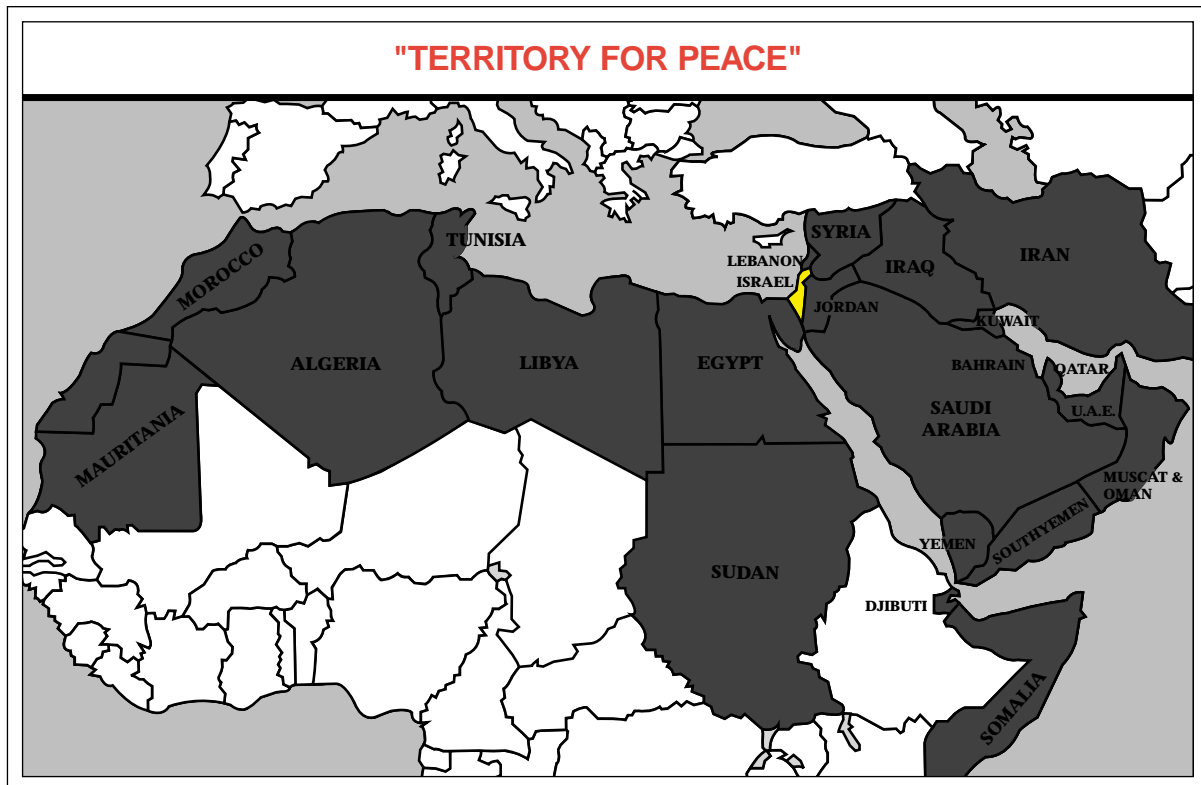 "TERRITORY FOR PEACE"
TUNISIA
SYRIA
MOROCCO
LEBANON
IRAQ
IRAN
ISRAEL
JORDAN
KUWAIT
ALGERIA
LIBYA
EGYPT
BAHRAIN
QATAR
MAURITANIA
SAUDI
ARABIA
U.A.E.
MUSCAT &
OMAN
SOUTHYEMEN
YEMEN
SUDAN
DJIBUTI
SOMALIA